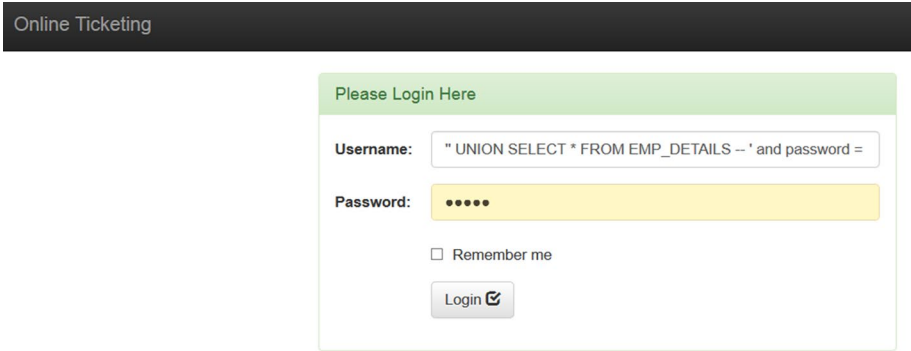 Online Ticketing
Please Login Here
Username: " UNION SELECT * FROM EMP_DETAILS -- ' and password =
Password: •••••
Remember me
Login